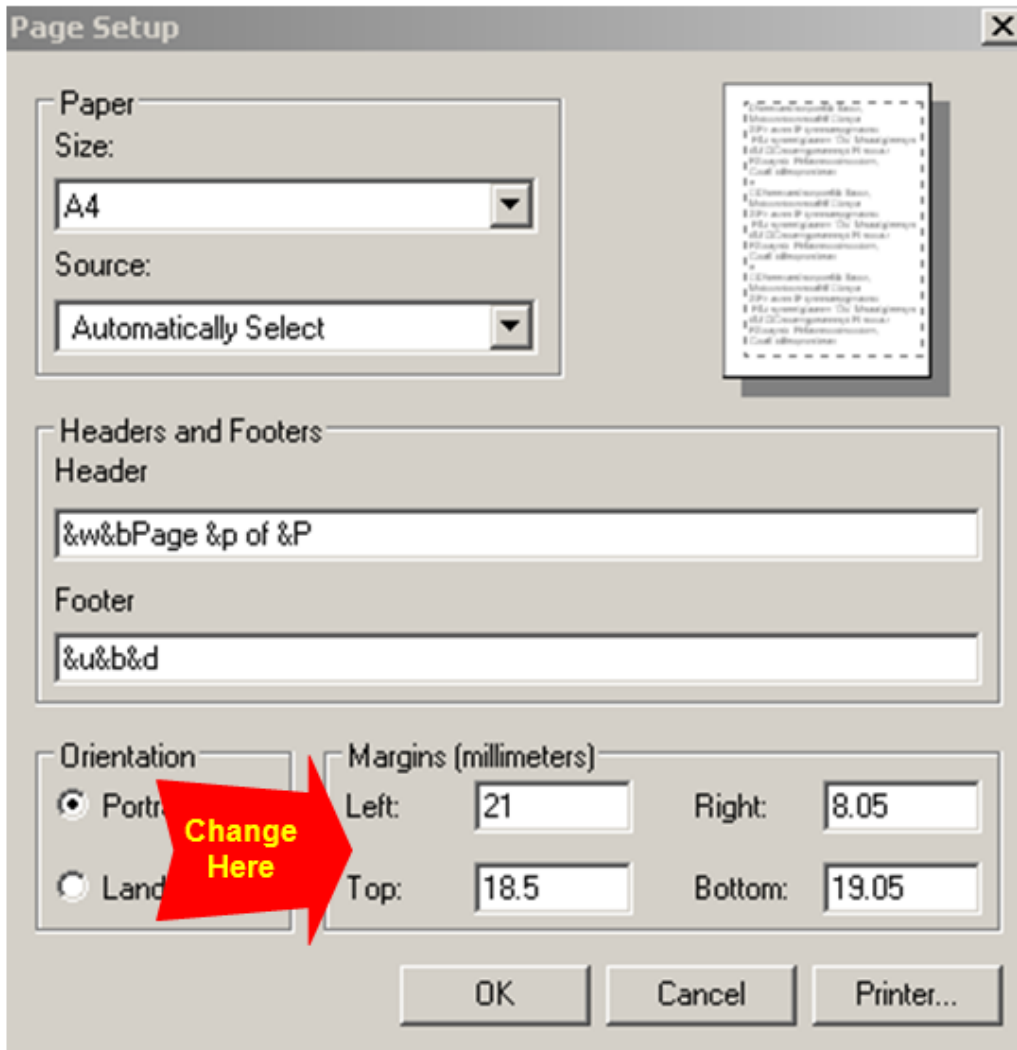 Page Setup
Paper
Size:
A4
Source:
Automatically Select
Headers and Footers
Header
&w&bPage &p of &P
Footer
&u&b&d
Orientation
Portr
Land
Change
Here
Margins (millimeters)
Left: 21 Right: 8.05
Top: 18.5 Bottom: 19.05
OK Cancel Printer...